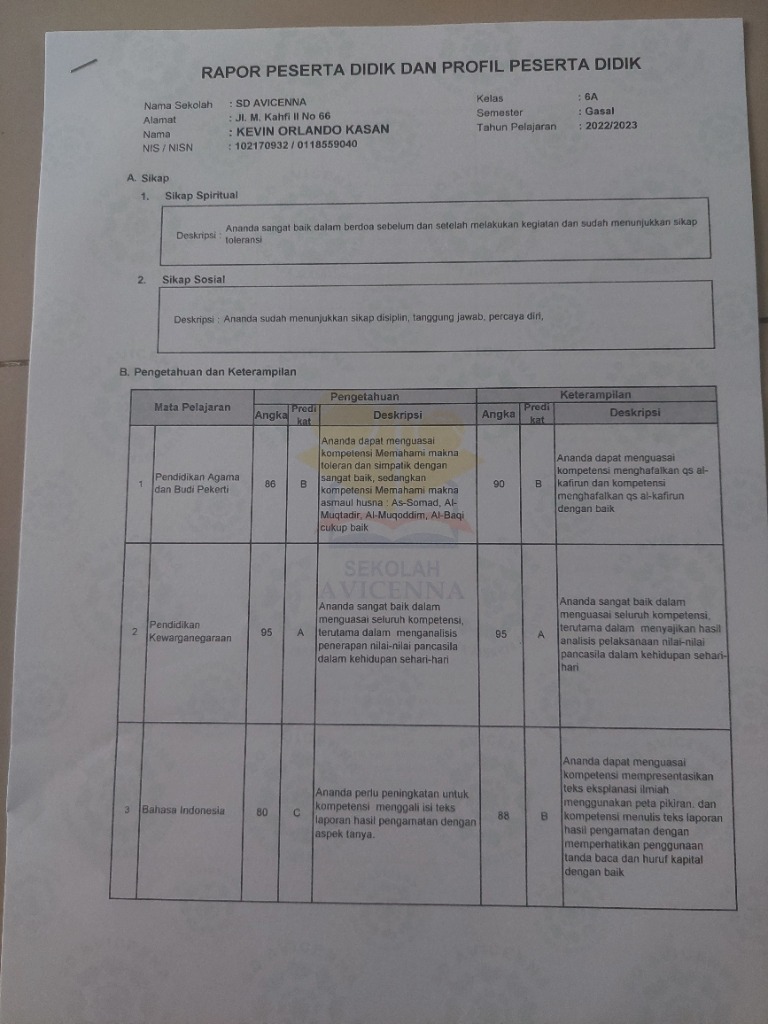 RAPOR PESERTA DIDIK DAN PROFIL PESERTA DIDIK
Nama Sekolah : SD AVICENNA
Alamat : Jl. M. Kahfi II No 66
Nama : KEVIN ORLANDO KASAN
NIS / NISN : 102170932 / 0118559040
Kelas : 6A
Semester : Gasal
Tahun Pelajaran : 2022/2023
A. Sikap
1. Sikap Spiritual
Deskripsi : Ananda sangat baik dalam berdoa sebelum dan setelah melakukan kegiatan dan sudah menunjukkan sikap
toleransi
2. Sikap Sosial
Deskripsi : Ananda sudah menunjukkan sikap disiplin, tanggung jawab, percaya diri,
B. Pengetahuan dan Keterampilan
Mata Pelajaran
Pengetahuan
Keterampilan
Angka
Predi
kat
Deskripsi
Angka
Predi
kat
Deskripsi
1
Pendidikan Agama
dan Budi Pekerti
86
B
Ananda dapat menguasai
kompetensi Memahami makna
toleran dan simpatik dengan
sangat baik, sedangkan
kompetensi Memahami makna
asmaul husna : As-Somad, Al-
Muqtadir, Al-Muqoddim, Al-Baqi
cukup baik
90
B
Ananda dapat menguasai
kompetensi menghafalkan qs al-
kafirun dan kompetensi
menghafalkan qs al-kafirun
dengan baik
SEKOLAH
AVICENNA
2
Pendidikan
Kewarganegaraan
95
A
Ananda sangat baik dalam
menguasai seluruh kompetensi,
terutama dalam menganalisis
penerapan nilai-nilai pancasila
dalam kehidupan sehari-hari
95
A
Ananda sangat baik dalam
menguasai seluruh kompetensi,
terutama dalam menyajikan hasil
analisis pelaksanaan nilai-nilai
pancasila dalam kehidupan sehari-
hari
3
Bahasa Indonesia
80
C
Ananda perlu peningkatan untuk
kompetensi menggali isi teks
laporan hasil pengamatan dengan
aspek tanya.
88
B
Ananda dapat menguasai
kompetensi mempresentasikan
teks eksplanasi ilmiah
menggunakan peta pikiran. dan
kompetensi menulis teks laporan
hasil pengamatan dengan
memperhatikan penggunaan
tanda baca dan huruf kapital
dengan baik